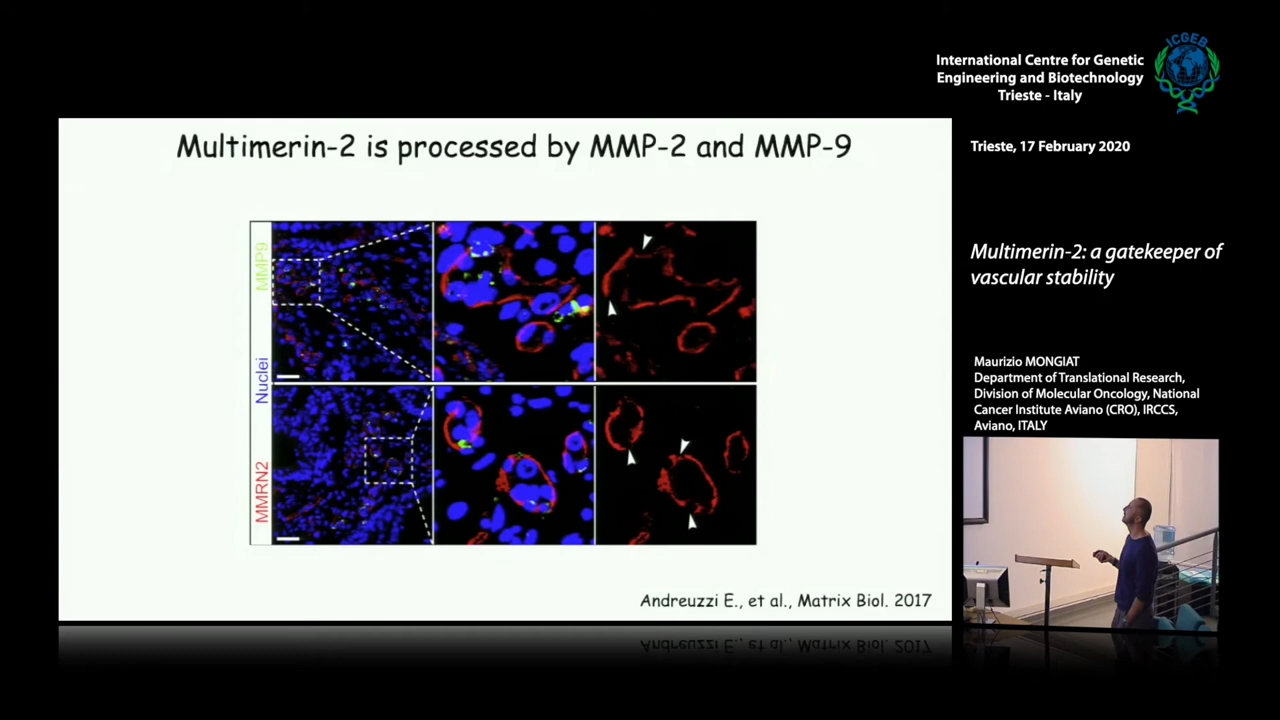 ICGEB
International Centre for Genetic
Engineering and Biotechnology
Trieste - Italy
Trieste, 17 February 2020
Multimerin-2: a gatekeeper of
vascular stability
Maurizio MONGIAT
Department of Translational Research,
Division of Molecular Oncology, National
Cancer Institute Aviano (CRO), IRCCS,
Aviano, ITALY
Multimerin-2 is processed by MMP-2 and MMP-9
MMP9
Nuclei
MMRN2
Andreuzzi E., et al., Matrix Biol. 2017